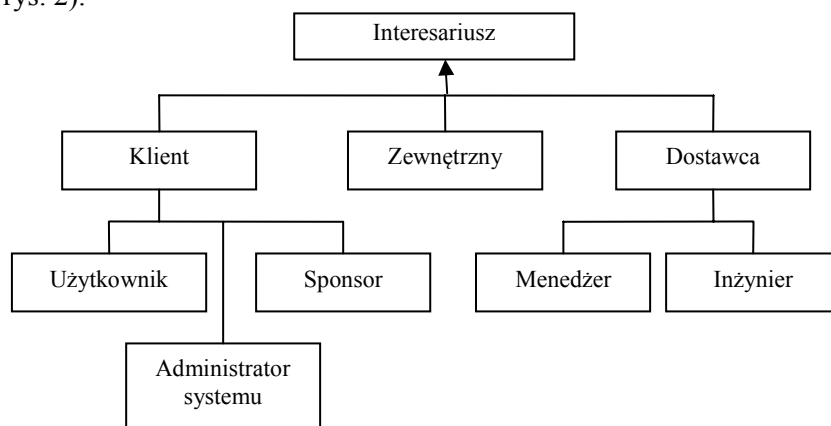 rys. 2).
Interesariusz
Klient
Zewnętrzny
Dostawca
Użytkownik
Sponsor
Menedżer
Inżynier
Administrator
systemu